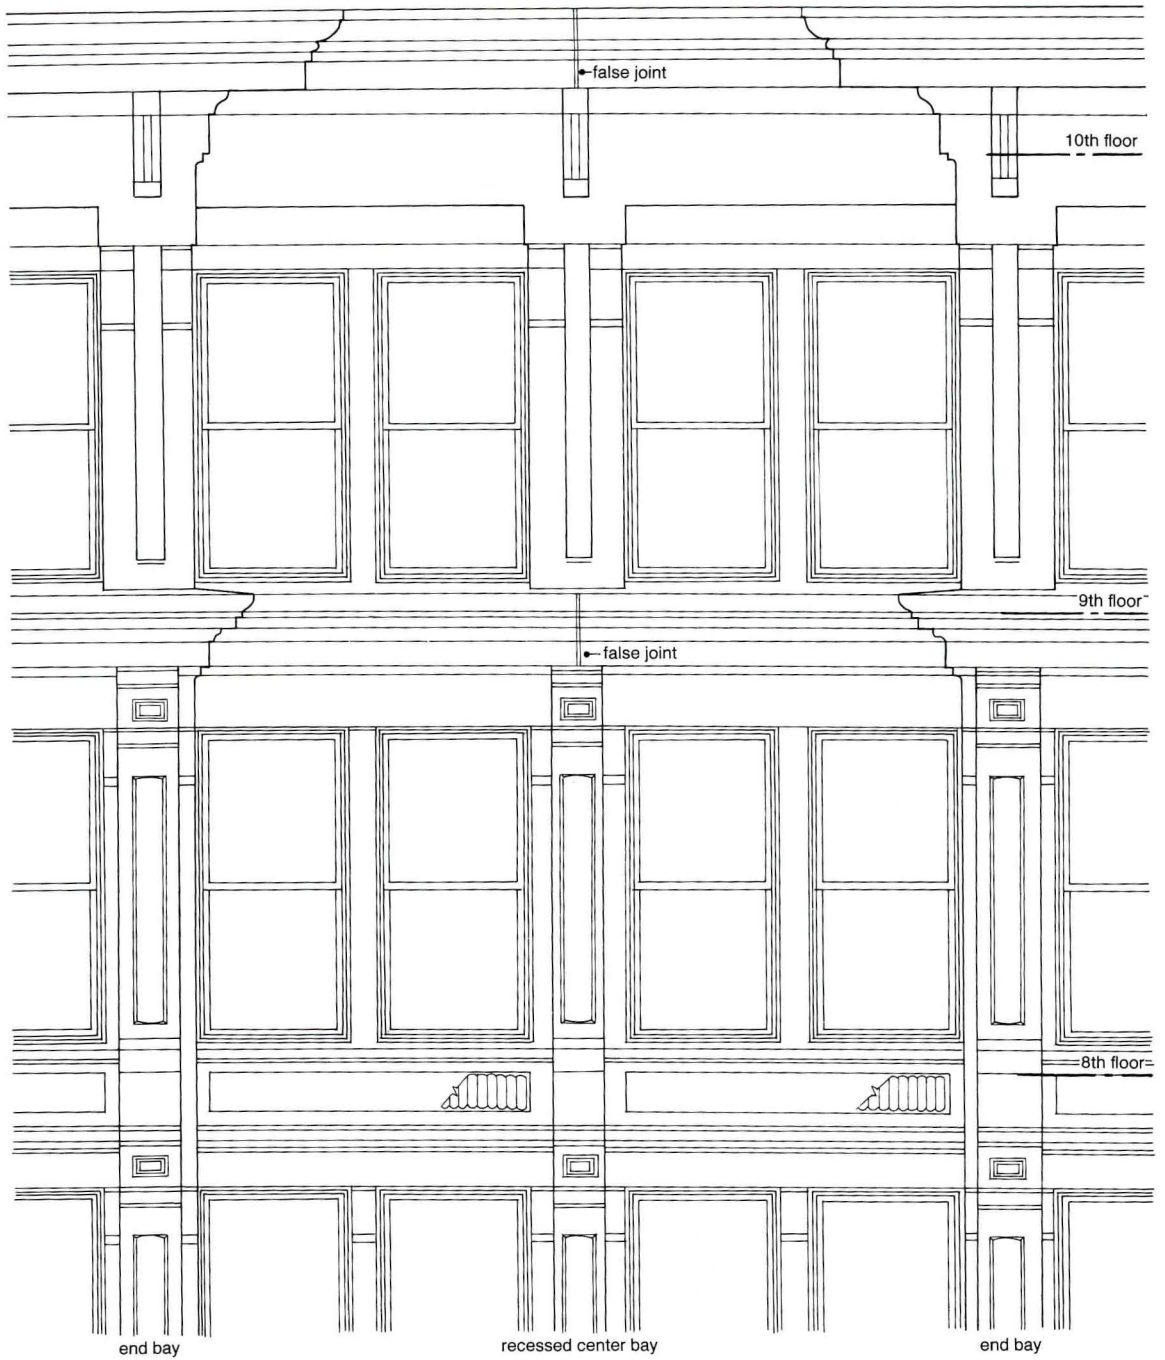 false joint
10th floor
9th floor
false joint
8th floor
end bay
recessed center bay
end bay